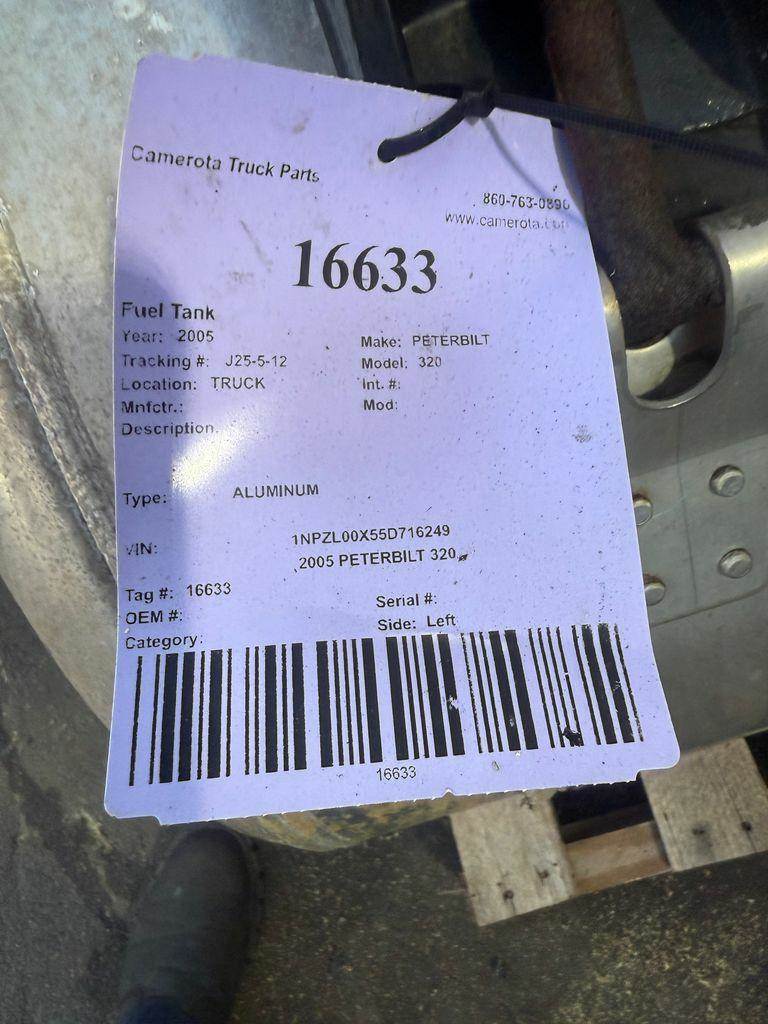 Camerota Truck Parts
860-763-0896
www.camerota.com
16633
Fuel Tank
Year: 2005
Make: PETERBILT
Tracking #: J25-5-12
Model: 320
Location: TRUCK
Int. #:
Mnfctr.:
Mod:
Description:
Type: ALUMINUM
VIN: 1NPZL00X55D716249
2005 PETERBILT 320
Tag #: 16633
Serial #:
OEM #:
Side: Left
Category:
16633